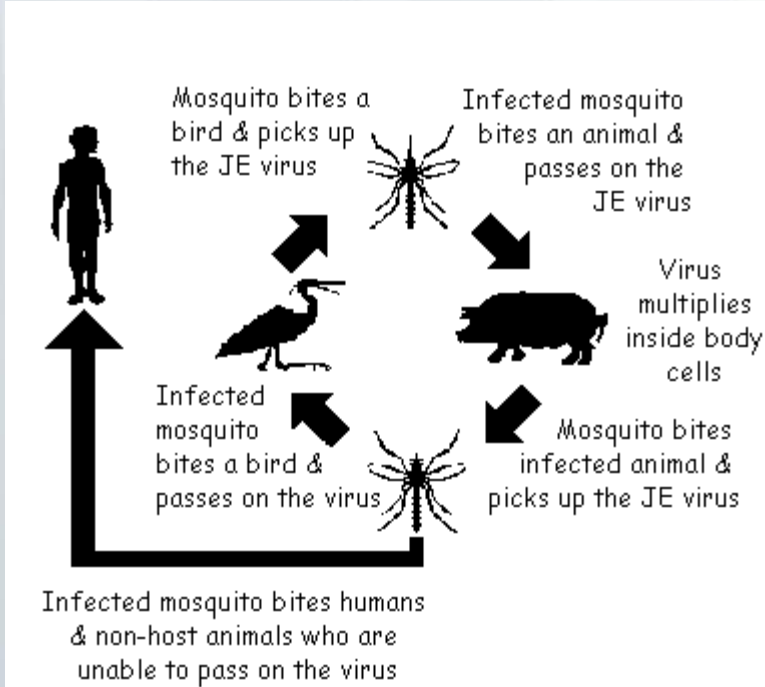 Mosquito bites a
bird & picks up
the JE virus
Infected mosquito
bites an animal &
passes on the
JE virus
Virus
multiplies
inside body
cells
Mosquito bites
infected animal &
picks up the JE virus
Infected
mosquito
bites a bird &
passes on the virus
Infected mosquito bites humans
& non-host animals who are
unable to pass on the virus